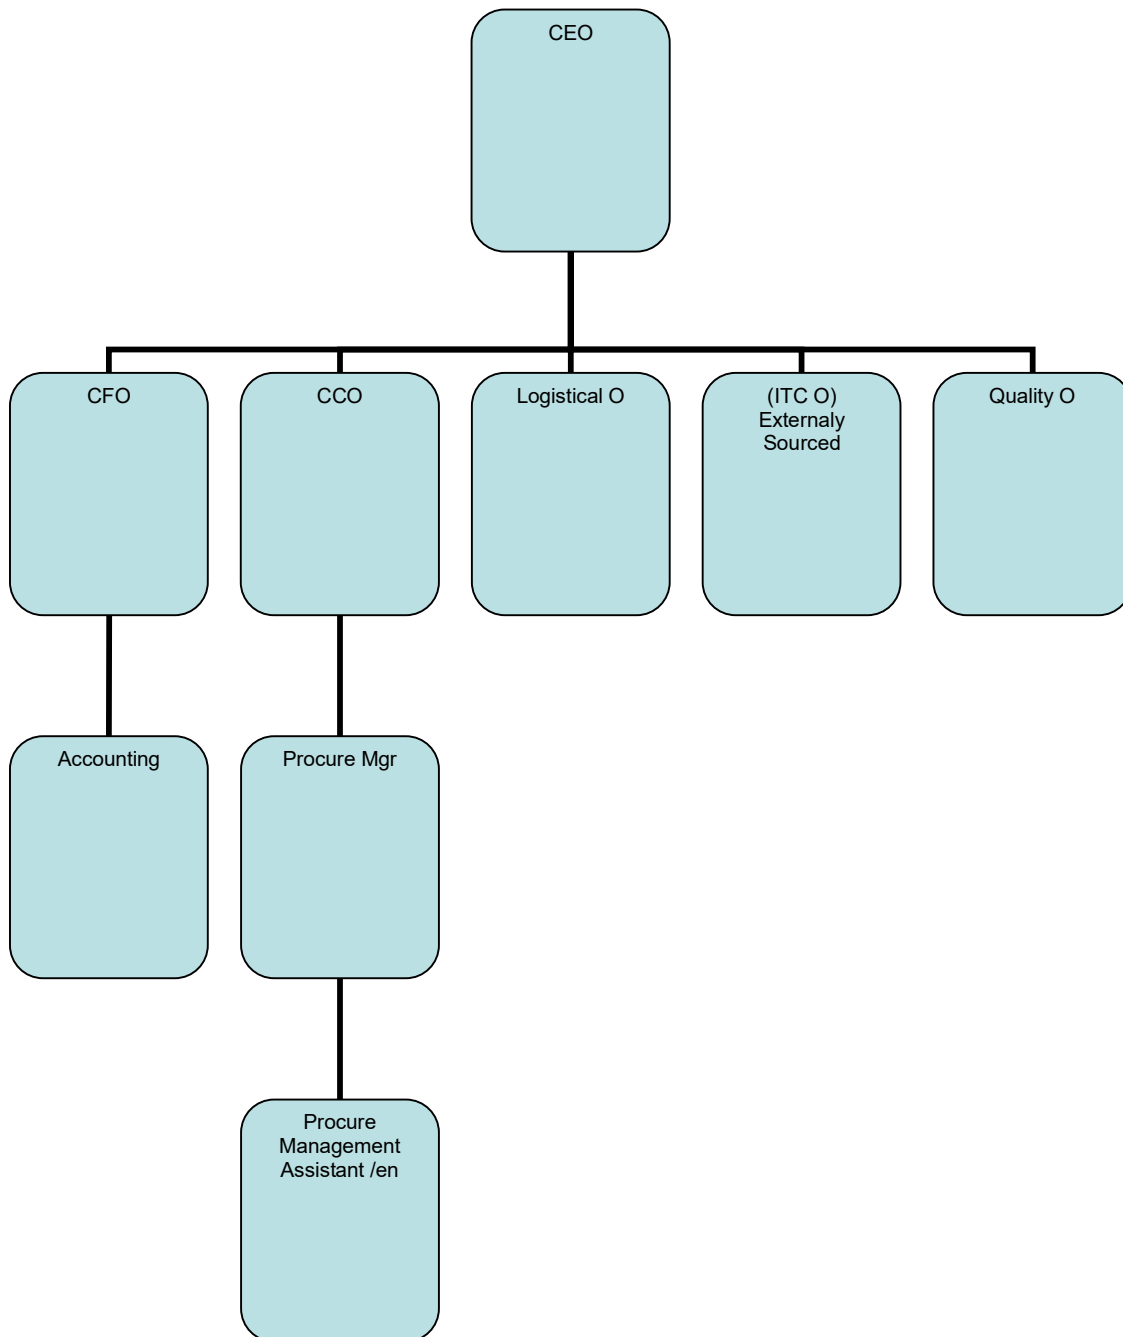 CEO
CFO
CCO
Logistical O
(ITC O)
Externaly
Sourced
Quality O
Accounting
Procure Mgr
Procure
Management
Assistant /en